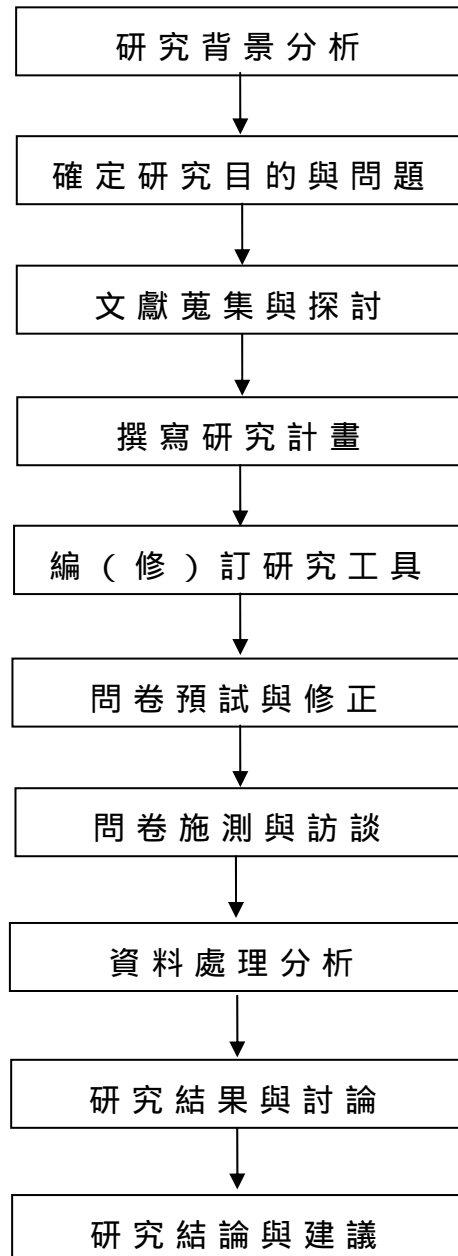 研究背景分析
確定研究目的與問題
文獻蒐集與探討
撰寫研究計畫
編(修)訂研究工具
問卷預試與修正
問卷施測與訪談
資料處理分析
研究結果與討論
研究結論與建議